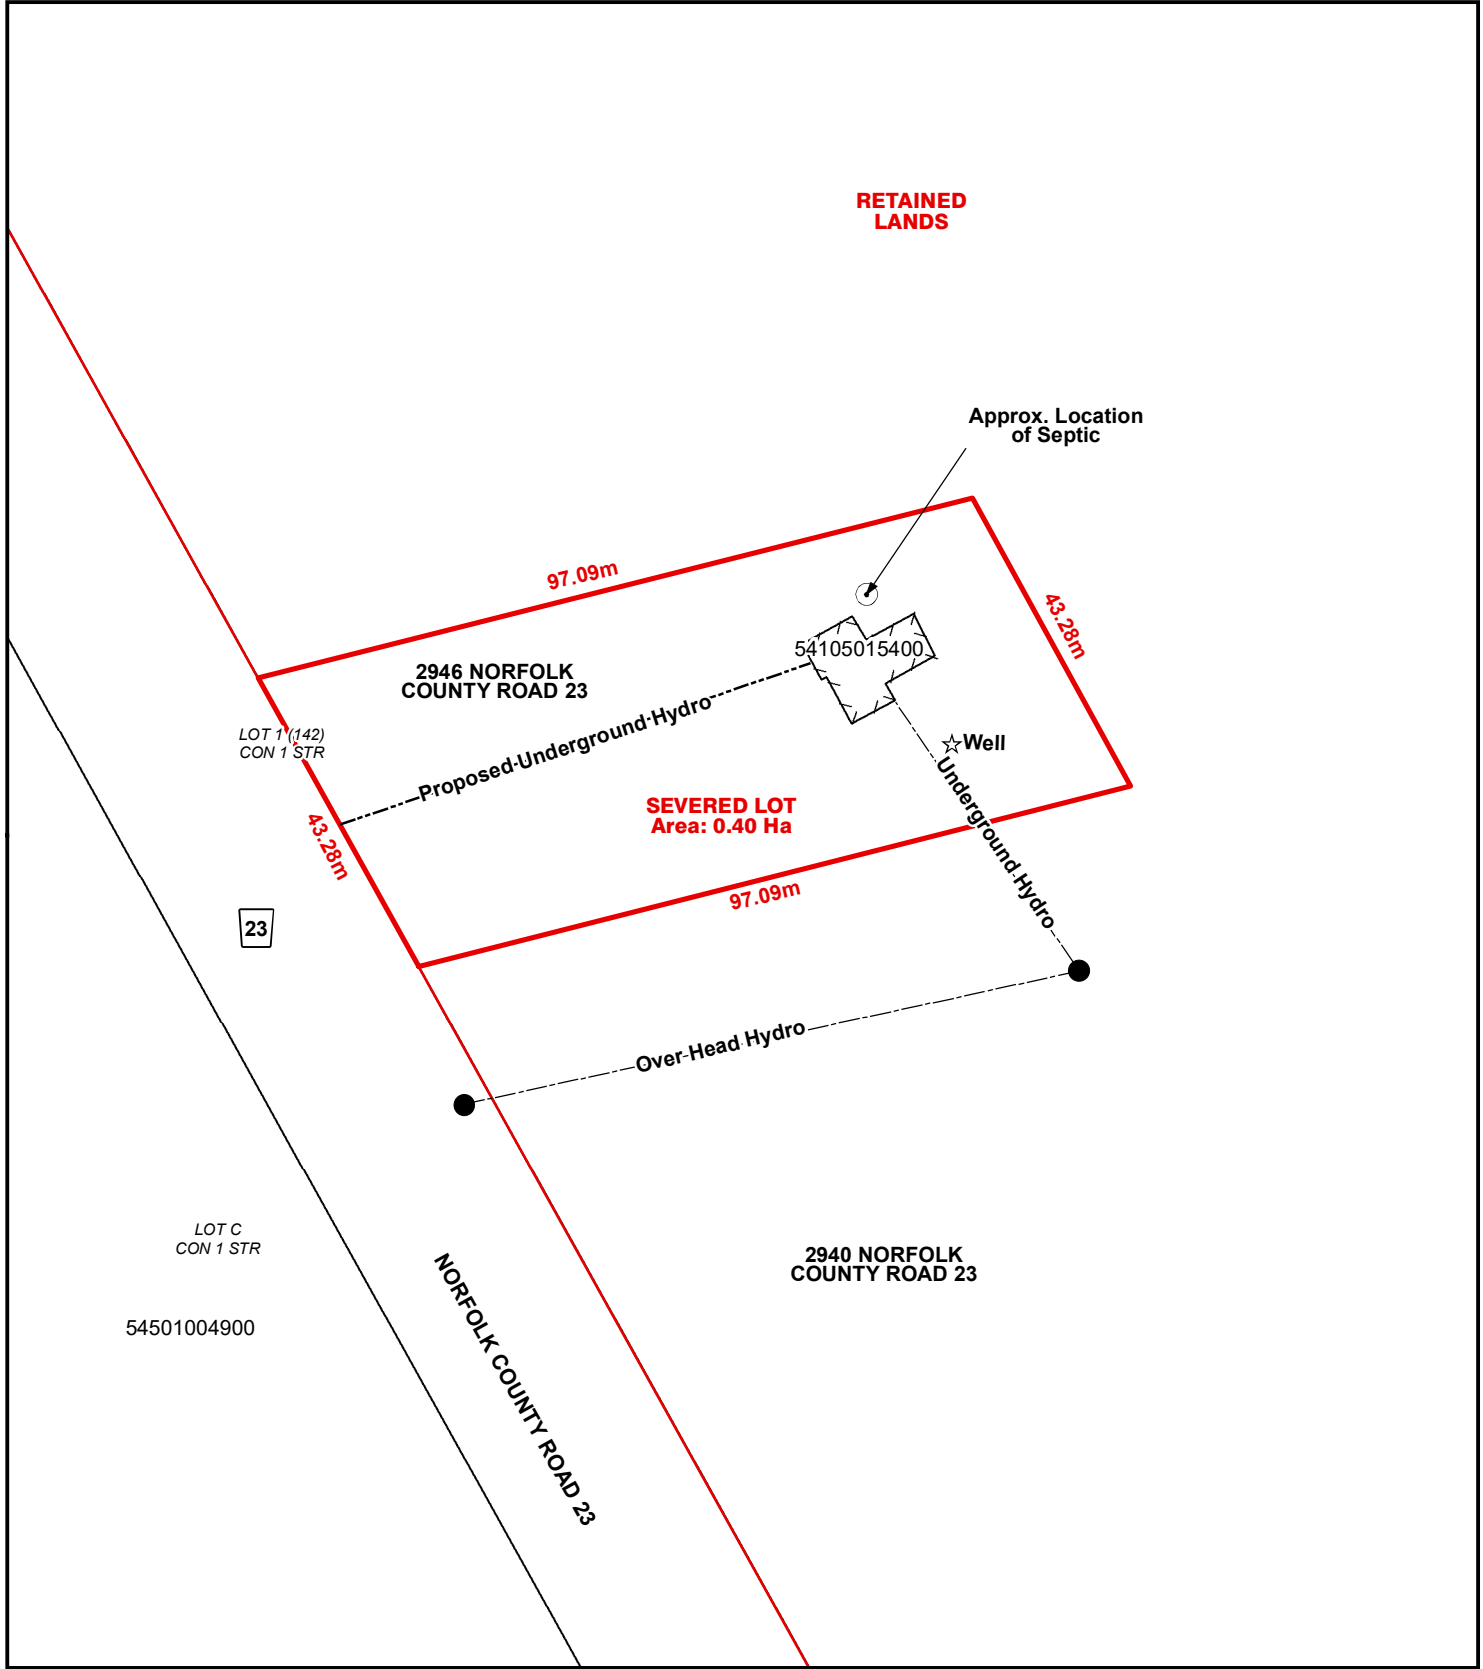 RETAINED
LANDS
Approx. Location
of Septic
97.09m
43.28m
54105015400
2946 NORFOLK
COUNTY ROAD 23
Proposed Underground Hydro
LOT 1 (142)
CON 1 STR
Well
Underground Hydro
SEVERED LOT
Area: 0.40 Ha
43.28m
97.09m
23
Over-Head Hydro
LOT C
CON 1 STR
2940 NORFOLK
COUNTY ROAD 23
54501004900
NORFOLK COUNTY ROAD 23